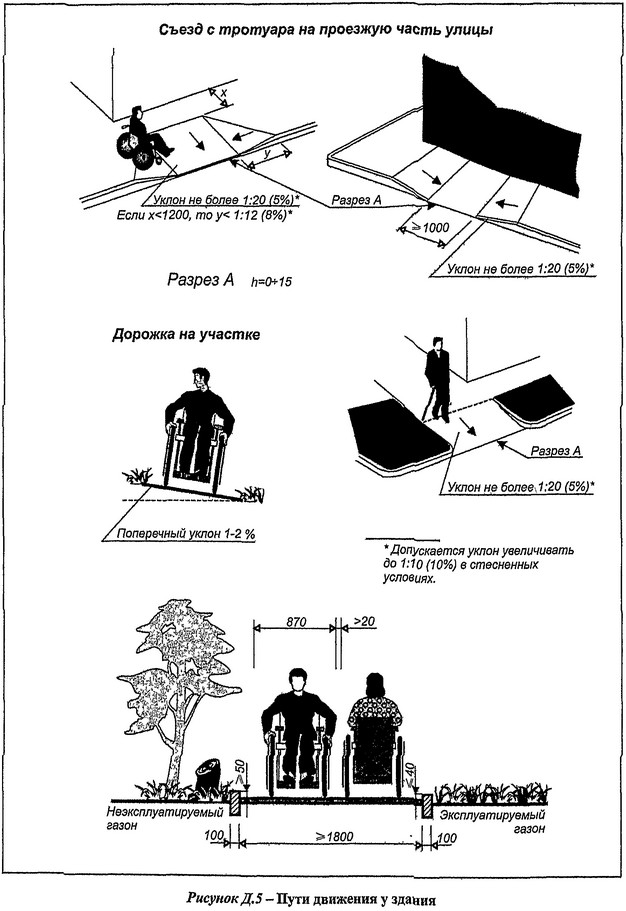 Съезд с тротуара на проезжую часть улицы
x
y
Уклон не более 1:20 (5%)*
Если x<1200, то y< 1:12 (8%)*
Разрез А
⩾1000
Уклон не более 1:20 (5%)*
Разрез А h=0÷15
Дорожка на участке
Разрез А
Уклон не более 1:20 (5%)*
Поперечный уклон 1-2 %
* Допускается уклон увеличивать
до 1:10 (10%) в стесненных
условиях.
870
>20
⩾50
⩾40
Неэксплуатируемый
газон
Эксплуатируемый
газон
100
⩾1800
100
Рисунок Д.5 – Пути движения у здания